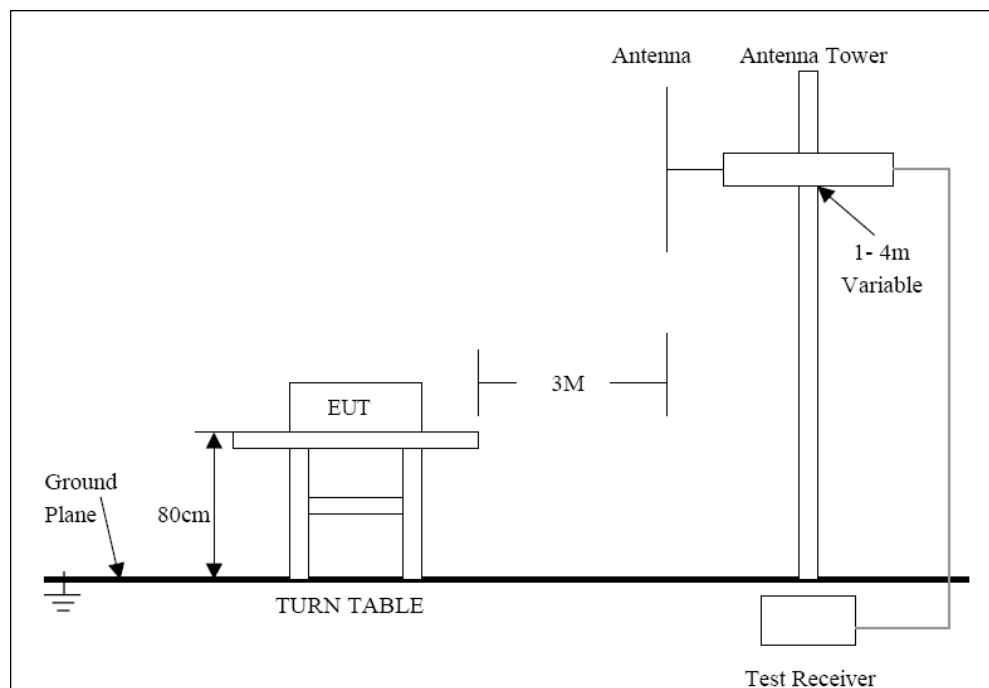 Antenna
Antenna Tower
1- 4m
Variable
3M
EUT
Ground
Plane
80cm
TURN TABLE
Test Receiver